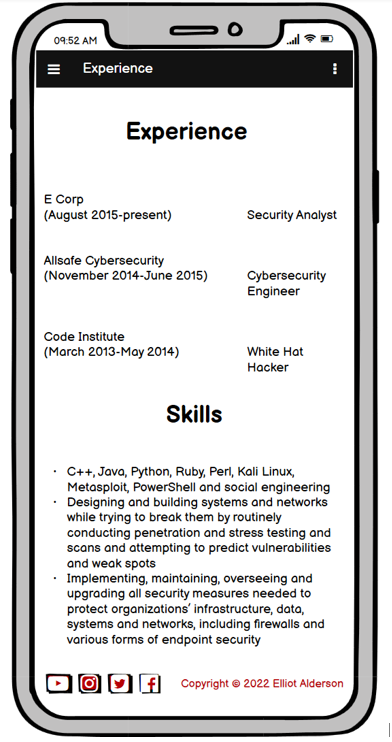 09:52 AM
Experience
Experience
E Corp
(August 2015-present) Security Analyst
Allsafe Cybersecurity
(November 2014-June 2015) Cybersecurity
Engineer
Code Institute
(March 2013-May 2014) White Hat
Hacker
Skills
· C++, Java, Python, Ruby, Perl, Kali Linux,
Metasploit, PowerShell and social engineering
· Designing and building systems and networks
while trying to break them by routinely
conducting penetration and stress testing and
scans and attempting to predict vulnerabilities
and weak spots
· Implementing, maintaining, overseeing and
upgrading all security measures needed to
protect organizations’ infrastructure, data,
systems and networks, including firewalls and
various forms of endpoint security
Copyright © 2022 Elliot Alderson